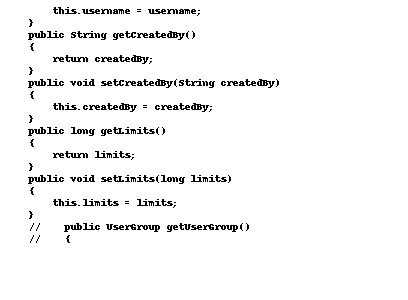 this.username = username;
    }
    public String getCreatedBy()
    {
        return createdBy;
    }
    public void setCreatedBy(String createdBy)
    {
        this.createdBy = createdBy;
    }
    public long getLimits()
    {
        return limits;
    }
    public void setLimits(long limits)
    {
        this.limits = limits;
    }
    //    public UserGroup getUserGroup()
    //    {